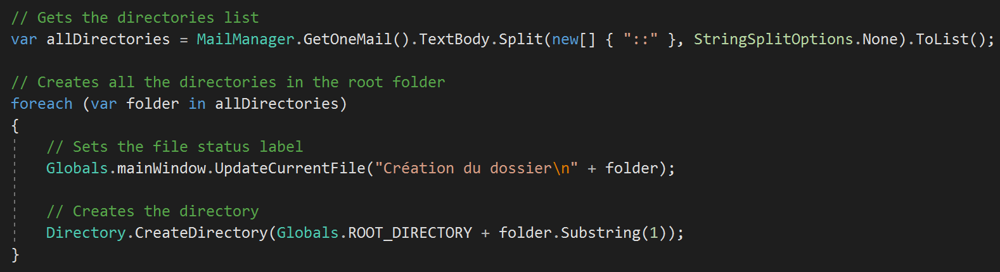 // Gets the directories list
var allDirectories = MailManager.GetOneMail().TextBody.Split(new[] { "::" }, StringSplitOptions.None).ToList();
// Creates all the directories in the root folder
foreach (var folder in allDirectories)
{
// Sets the file status label
Globals.mainWindow.UpdateCurrentFile("Création du dossier\n" + folder);
// Creates the directory
Directory.CreateDirectory(Globals.ROOT_DIRECTORY + folder.Substring(1));
}